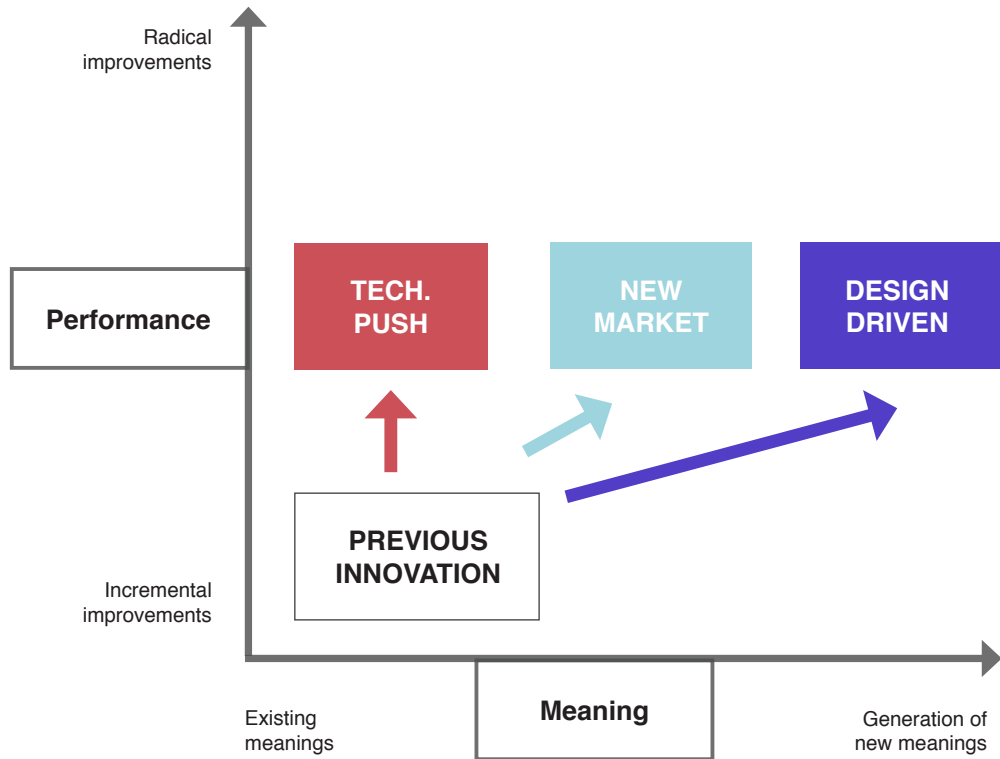 Radical
improvements
TECH.
PUSH
NEW
MARKET
DESIGN
DRIVEN
Performance
PREVIOUS
INNOVATION
Incremental
improvements
Meaning
Existing
meanings
Generation of
new meanings